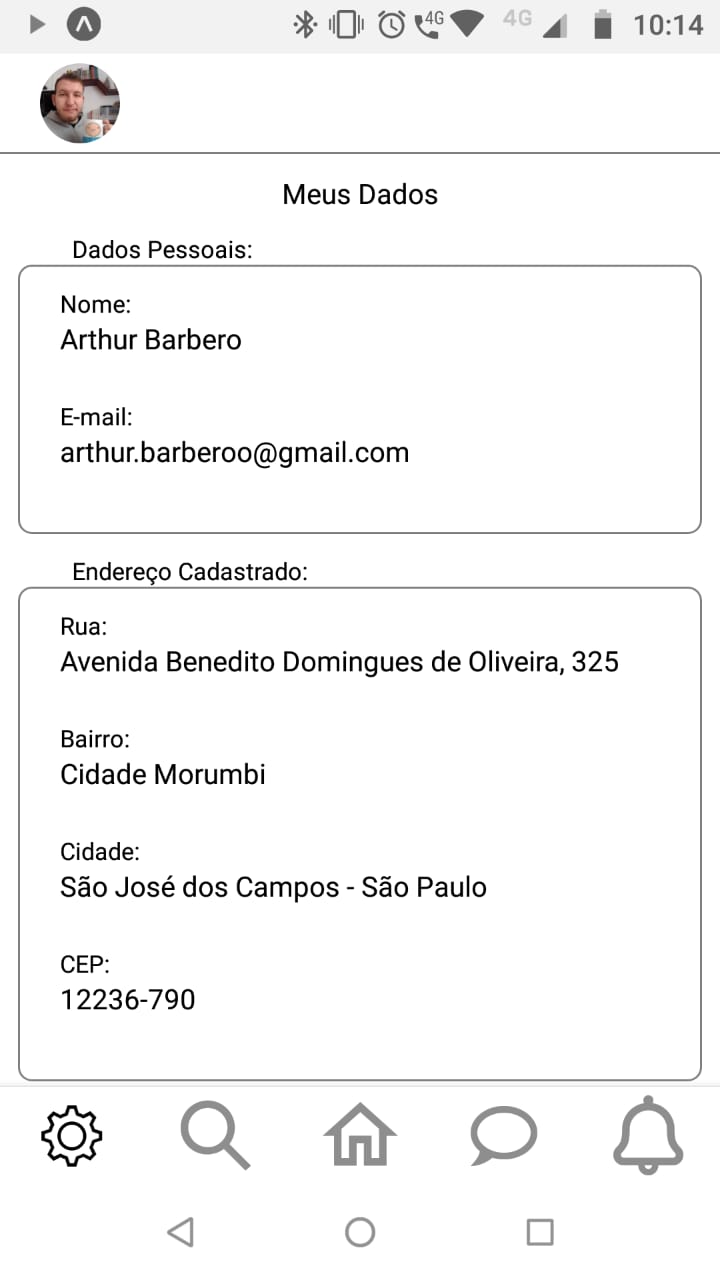 4G
4G
10:14
Meus Dados
Dados Pessoais:
Nome:
Arthur Barbero
E-mail:
arthur.barberoo@gmail.com
Endereço Cadastrado:
Rua:
Avenida Benedito Domingues de Oliveira, 325
Bairro:
Cidade Morumbi
Cidade:
São José dos Campos - São Paulo
CEP:
12236-790